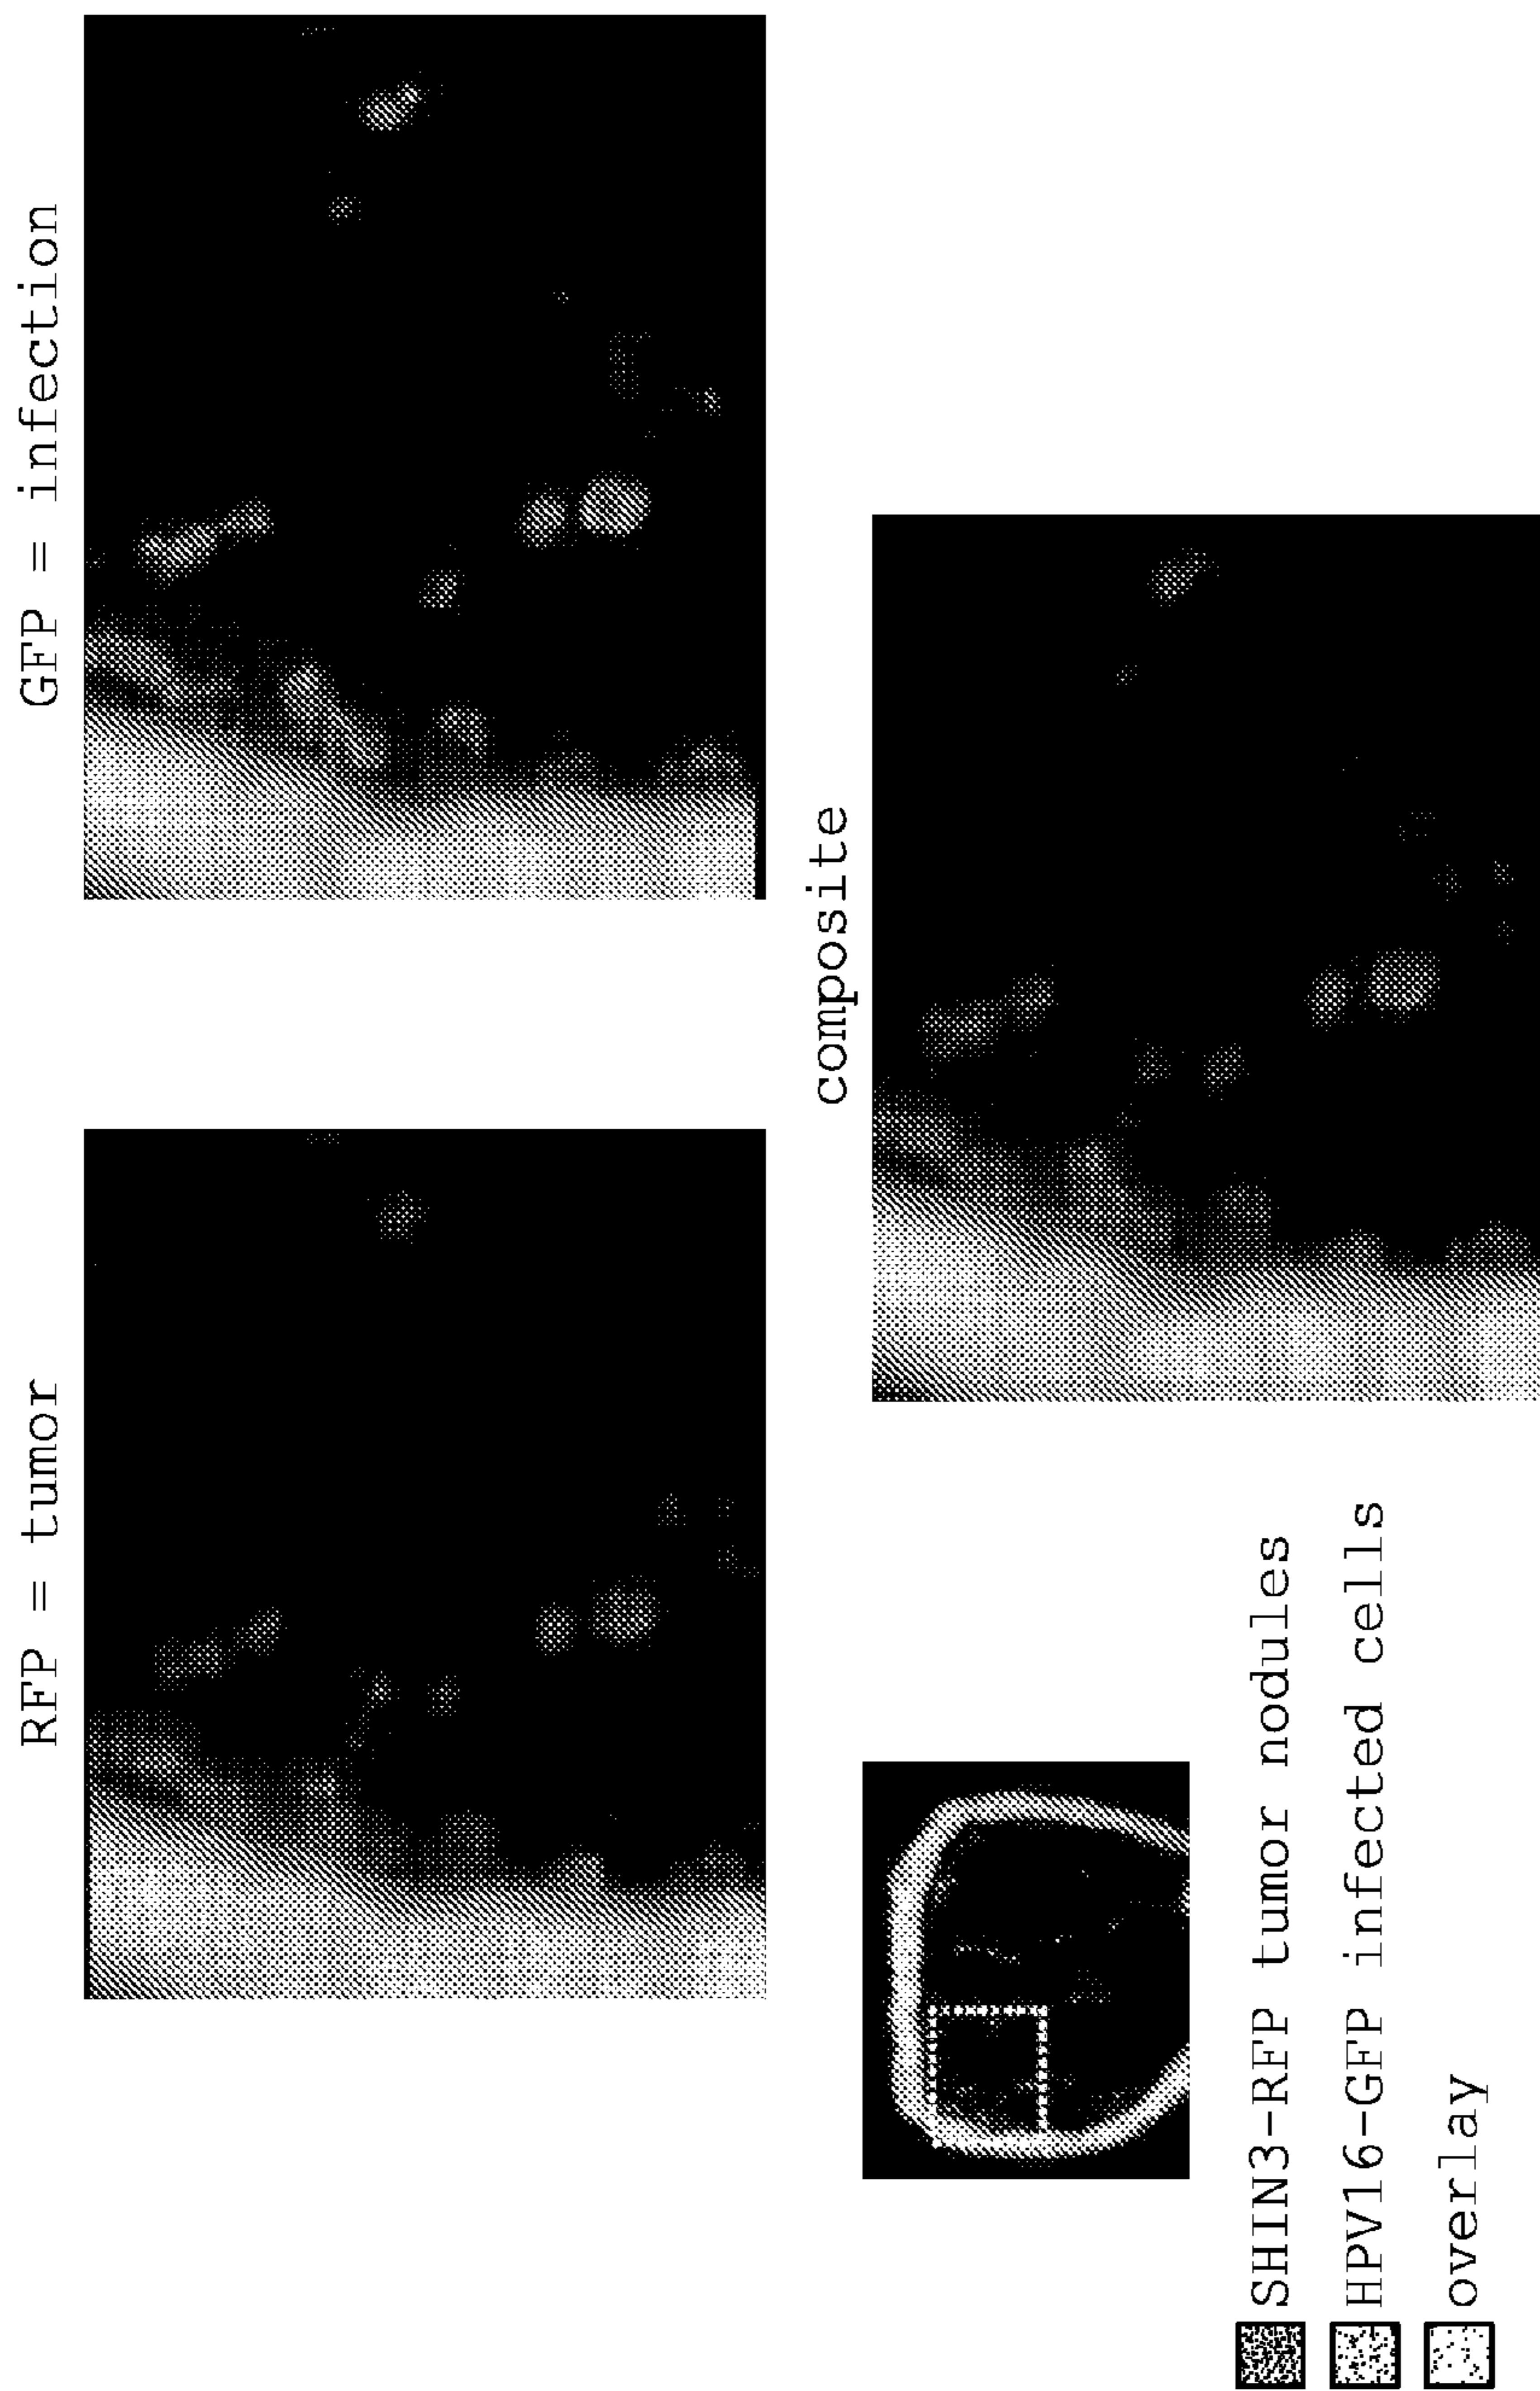 RFP = tumor
GFP = infection
composite
SHIN3-RFP tumor nodules
HPV16-GFP infected cells
overlay